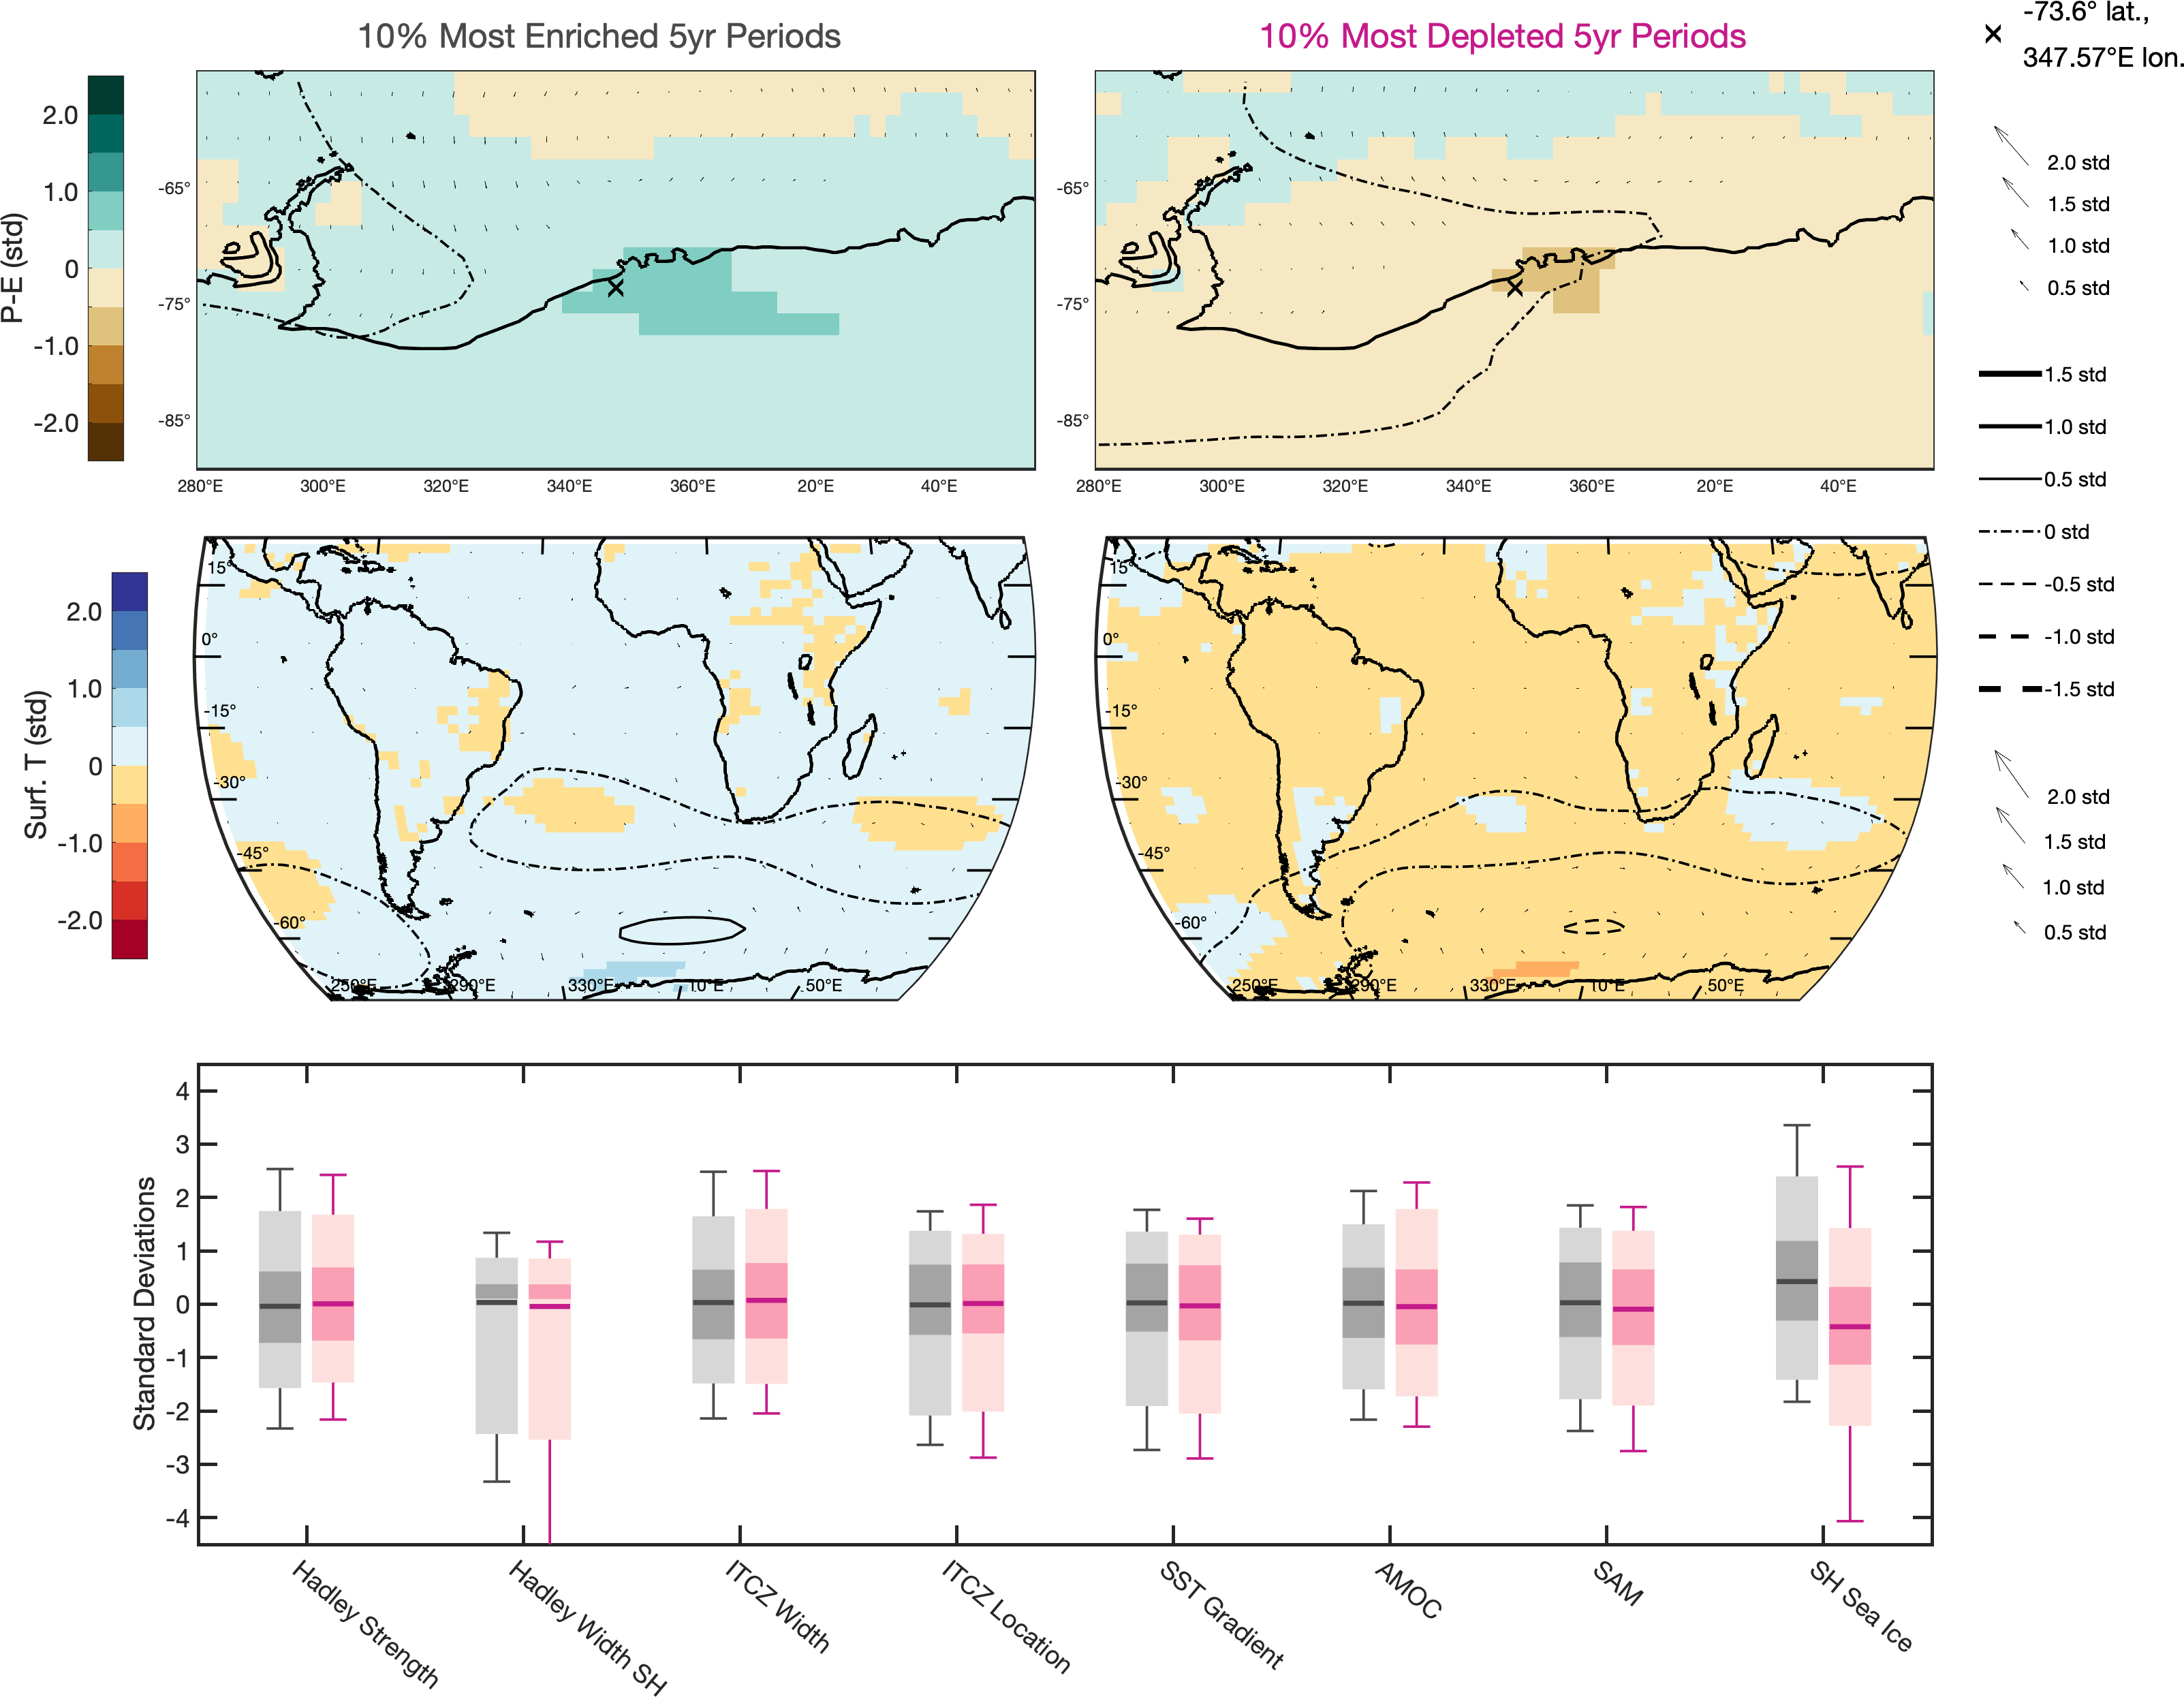 10% Most Enriched 5yr Periods
10% Most Depleted 5yr Periods
-73.6° lat.,
347.57°E lon.
P-E (std)
2.0
1.0
0
-1.0
-2.0
-65°
-75°
-85°
280°E 300°E 320°E 340°E 360°E 20°E 40°E
-65°
-75°
-85°
280°E 300°E 320°E 340°E 360°E 20°E 40°E
2.0 std
1.5 std
1.0 std
0.5 std
1.5 std
1.0 std
0.5 std
0 std
-0.5 std
-1.0 std
-1.5 std
2.0 std
1.5 std
1.0 std
0.5 std
Surf. T (std)
2.0
1.0
0
-1.0
-2.0
15°
0°
-15°
-30°
-45°
-60°
250°E 290°E 330°E 10°E 50°E
15°
0°
-15°
-30°
-45°
-60°
250°E 290°E 330°E 10°E 50°E
Standard Deviations
4
3
2
1
0
-1
-2
-3
-4
Hadley Strength
Hadley Width SH
ITCZ Width
ITCZ Location
SST Gradient
AMOC
SAM
SH Sea Ice